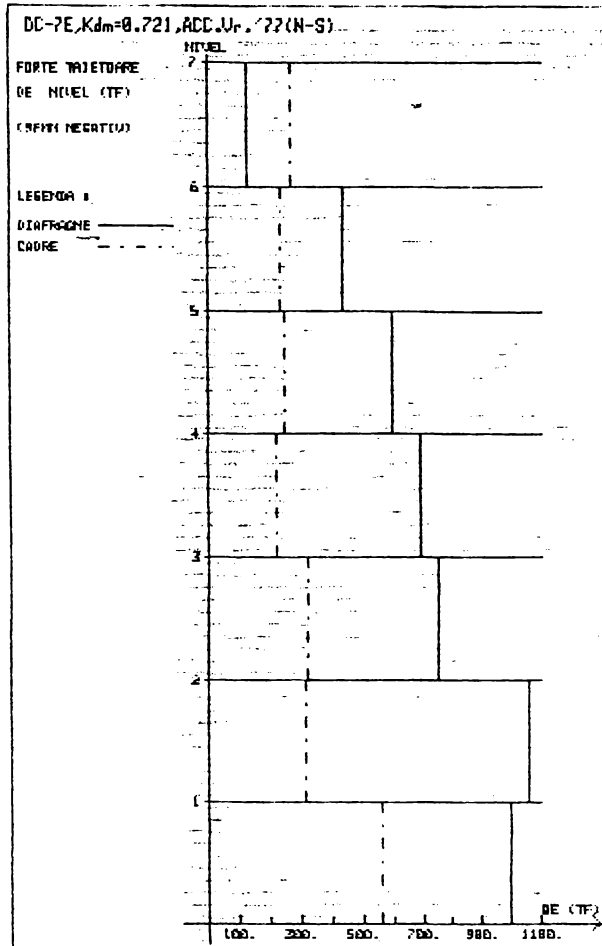 DC-7E,Kdm=0.721,ACC.Vr.'77(N-S)
NIVEL
FORTE TAIETOARE
DE NIVEL (TF)
(SEMN NEGATIV)
LEGENDA :
DIAFRAGME
CADRE
7
6
5
4
3
2
1
DE (TF)
100. 300. 500. 700. 900. 1100.